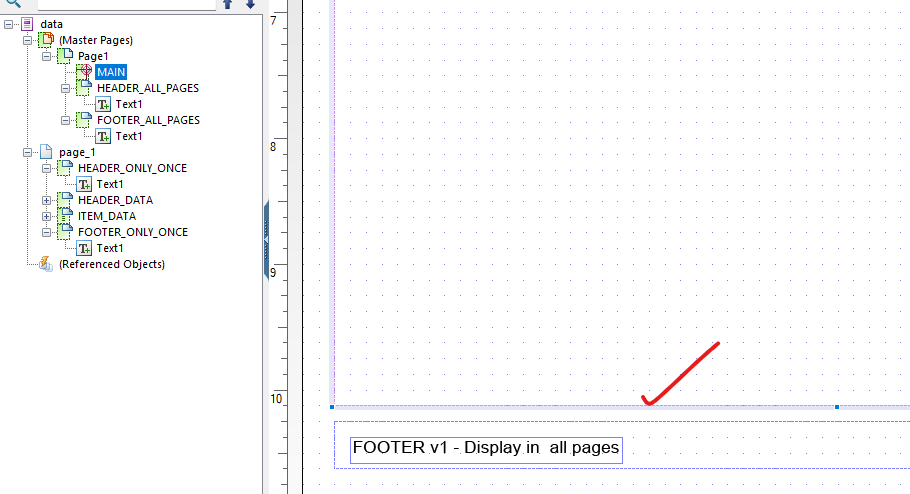 data
(Master Pages)
Page1
MAIN
HEADER_ALL_PAGES
Text1
FOOTER_ALL_PAGES
Text1
page_1
HEADER_ONLY_ONCE
Text1
HEADER_DATA
ITEM_DATA
FOOTER_ONLY_ONCE
Text1
(Referenced Objects)
7
8
9
10
FOOTER v1 - Display in  all pages